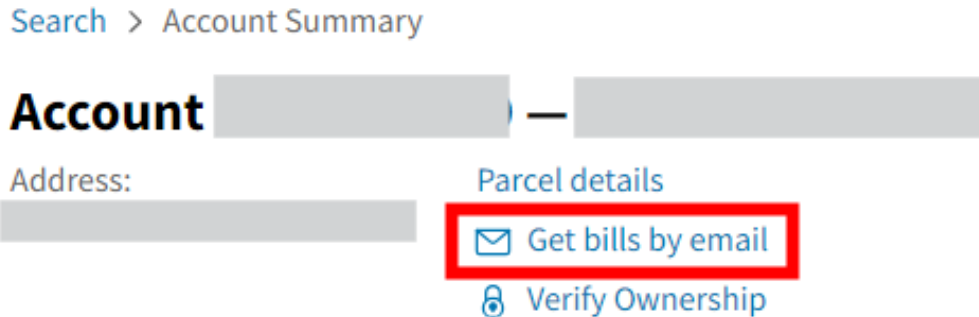 Search > Account Summary
Account —
Address:
Parcel details
Get bills by email
Verify Ownership